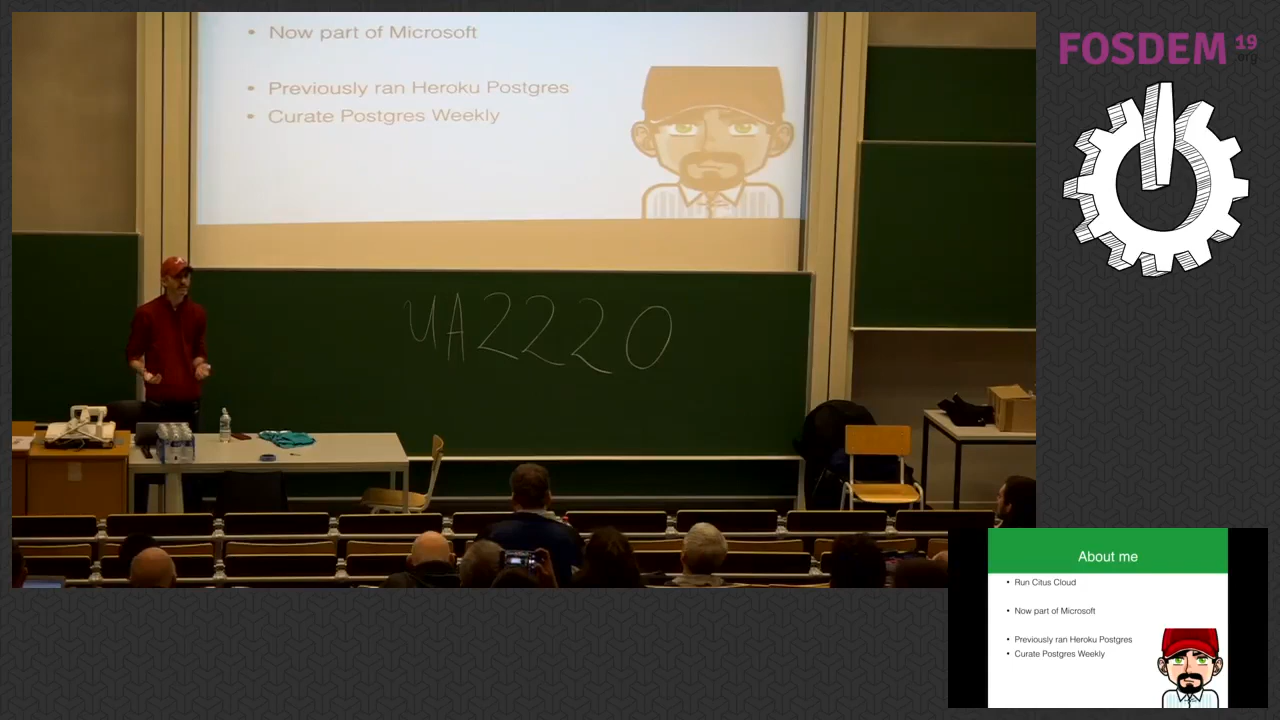 • Now part of Microsoft
• Previously ran Heroku Postgres
• Curate Postgres Weekly
UA2220
FOSDEM 19
.org
About me
• Run Citus Cloud
• Now part of Microsoft
• Previously ran Heroku Postgres
• Curate Postgres Weekly